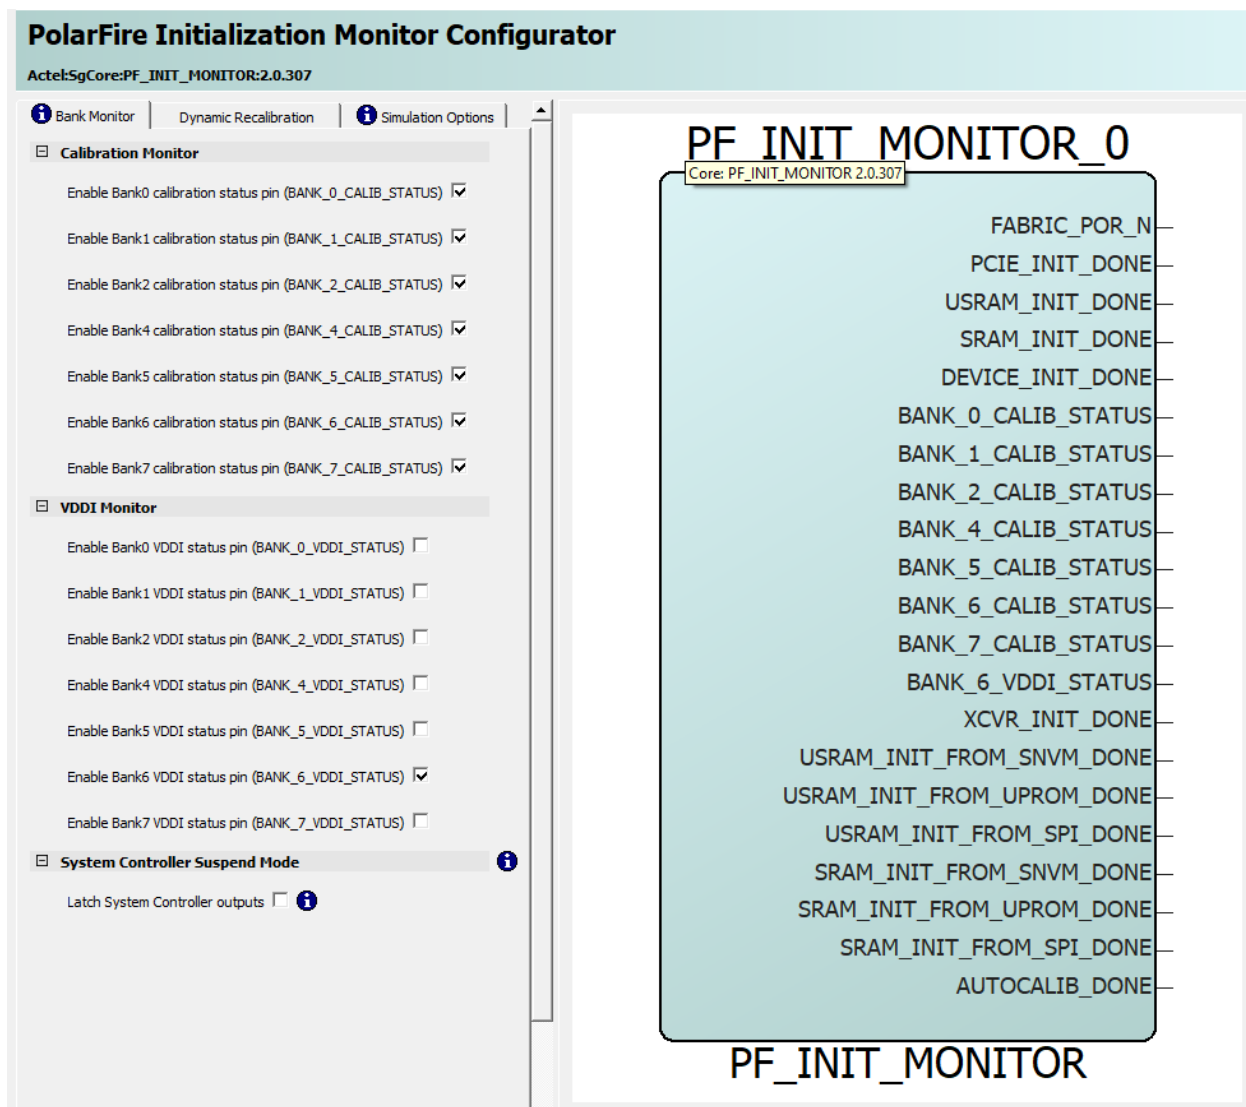 PolarFire Initialization Monitor Configurator
Actel:SgCore:PF_INIT_MONITOR:2.0.307
Bank Monitor
Dynamic Recalibration
Simulation Options
Calibration Monitor
Enable Bank0 calibration status pin (BANK_0_CALIB_STATUS)
Enable Bank1 calibration status pin (BANK_1_CALIB_STATUS)
Enable Bank2 calibration status pin (BANK_2_CALIB_STATUS)
Enable Bank4 calibration status pin (BANK_4_CALIB_STATUS)
Enable Bank5 calibration status pin (BANK_5_CALIB_STATUS)
Enable Bank6 calibration status pin (BANK_6_CALIB_STATUS)
Enable Bank7 calibration status pin (BANK_7_CALIB_STATUS)
VDDI Monitor
Enable Bank0 VDDI status pin (BANK_0_VDDI_STATUS)
Enable Bank1 VDDI status pin (BANK_1_VDDI_STATUS)
Enable Bank2 VDDI status pin (BANK_2_VDDI_STATUS)
Enable Bank4 VDDI status pin (BANK_4_VDDI_STATUS)
Enable Bank5 VDDI status pin (BANK_5_VDDI_STATUS)
Enable Bank6 VDDI status pin (BANK_6_VDDI_STATUS)
Enable Bank7 VDDI status pin (BANK_7_VDDI_STATUS)
System Controller Suspend Mode
Latch System Controller outputs
PF_INIT_MONITOR_0
Core: PF_INIT_MONITOR 2.0.307
FABRIC_POR_N
PCIE_INIT_DONE
USRAM_INIT_DONE
SRAM_INIT_DONE
DEVICE_INIT_DONE
BANK_0_CALIB_STATUS
BANK_1_CALIB_STATUS
BANK_2_CALIB_STATUS
BANK_4_CALIB_STATUS
BANK_5_CALIB_STATUS
BANK_6_CALIB_STATUS
BANK_7_CALIB_STATUS
BANK_6_VDDI_STATUS
XCVR_INIT_DONE
USRAM_INIT_FROM_SNVM_DONE
USRAM_INIT_FROM_UPROM_DONE
USRAM_INIT_FROM_SPI_DONE
SRAM_INIT_FROM_SNVM_DONE
SRAM_INIT_FROM_UPROM_DONE
SRAM_INIT_FROM_SPI_DONE
AUTOCALIB_DONE
PF_INIT_MONITOR